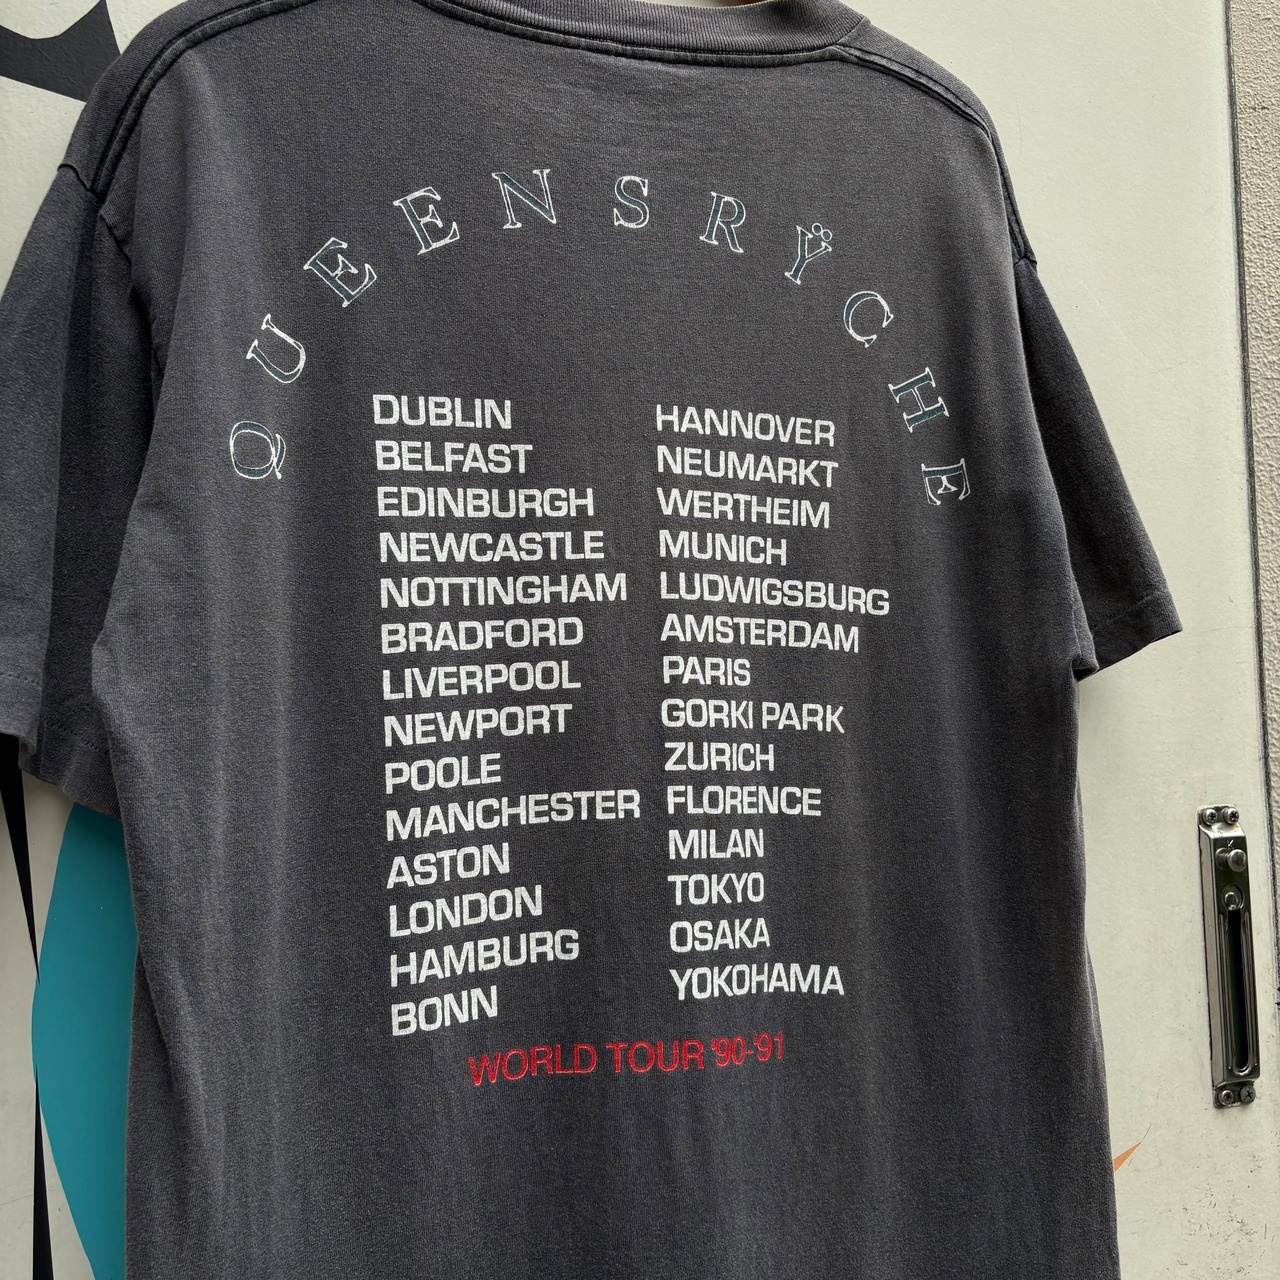 QUEENSRŸCHE
DUBLIN
BELFAST
EDINBURGH
NEWCASTLE
NOTTINGHAM
BRADFORD
LIVERPOOL
NEWPORT
POOLE
MANCHESTER
ASTON
LONDON
HAMBURG
BONN
HANNOVER
NEUMARKT
WERTHEIM
MUNICH
LUDWIGSBURG
AMSTERDAM
PARIS
GORKI PARK
ZURICH
FLORENCE
MILAN
TOKYO
OSAKA
YOKOHAMA
WORLD TOUR '90-'91